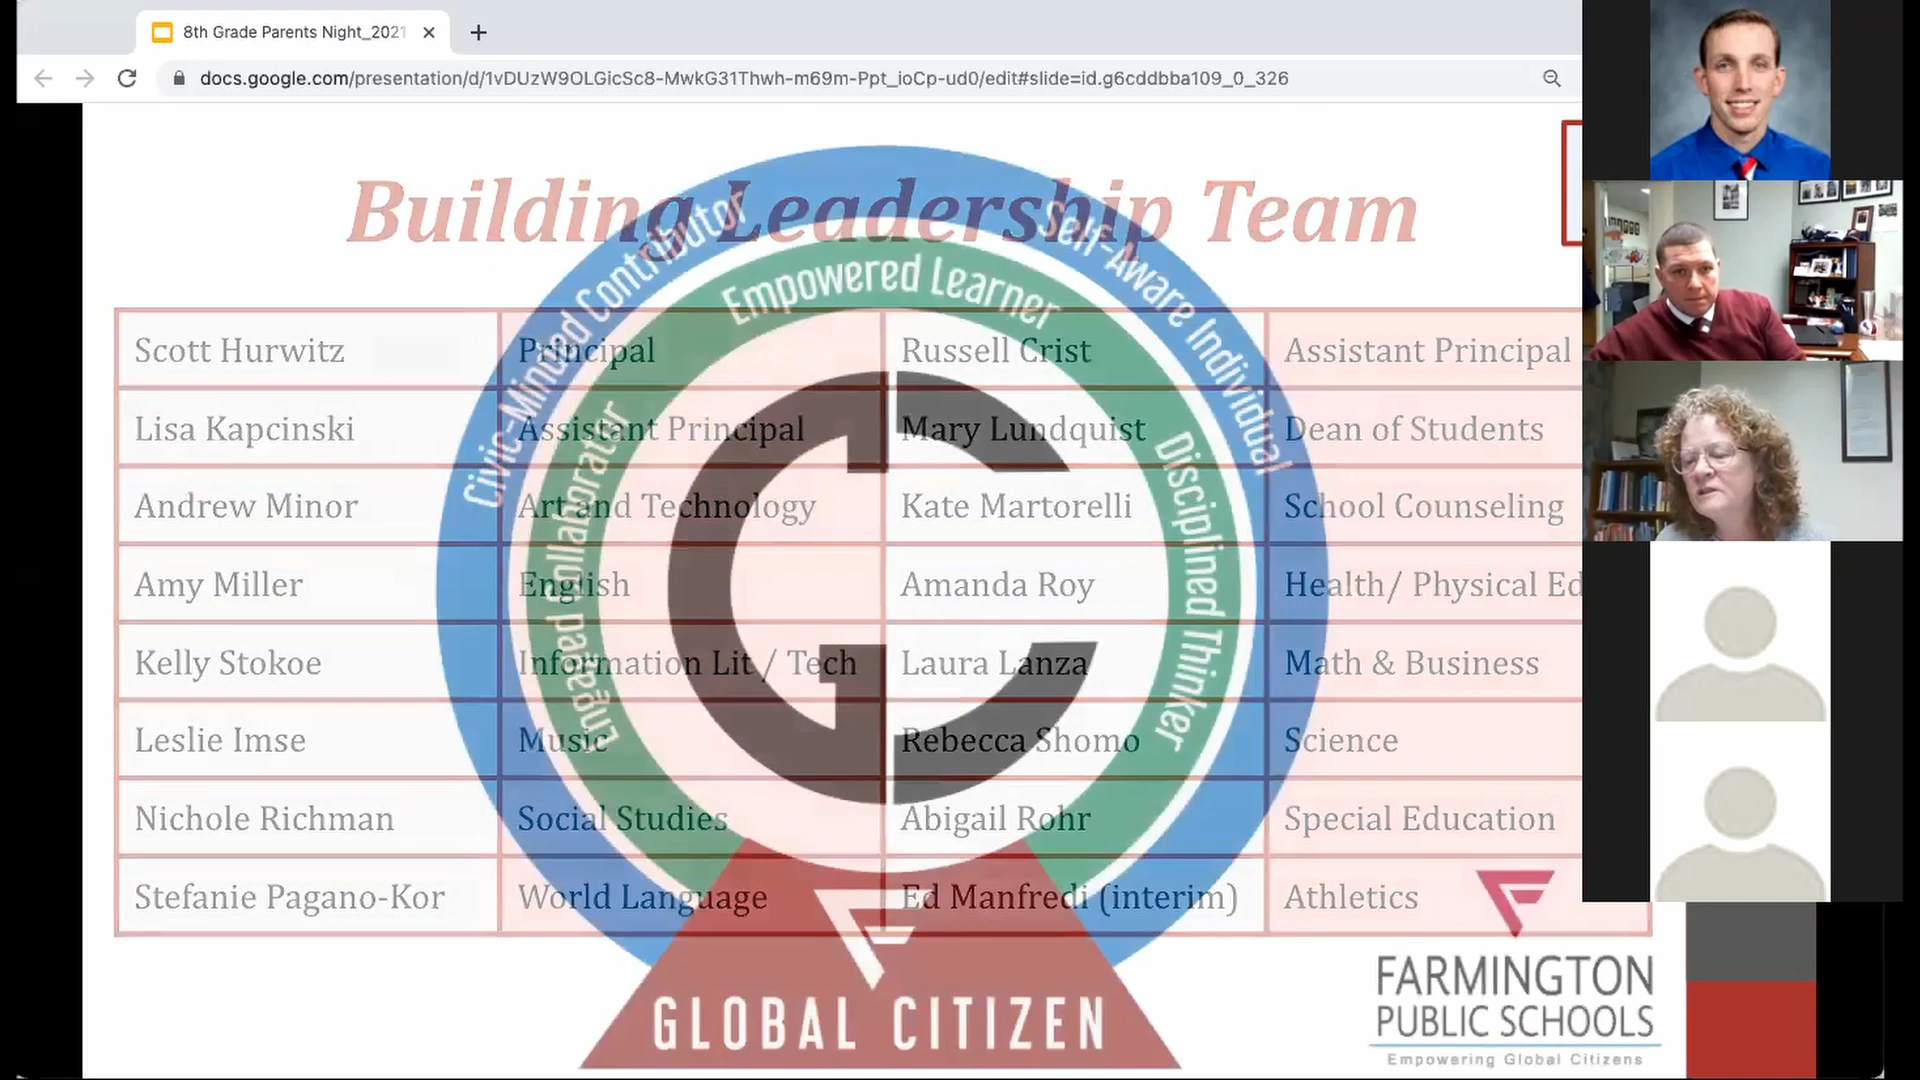 8th Grade Parents Night_2021
docs.google.com/presentation/d/1vDUzW9OLGicSc8-MwkG31Thwh-m69m-Ppt_ioCp-ud0/edit#slide=id.g6cddbba109_0_326
Building Leadership Team
Civic-Minded Contributor
Self-Aware Individual
Empowered Learner
Engaged Collaborator
Disciplined Thinker
Scott Hurwitz Principal Russell Crist Assistant Principal
Lisa Kapcinski Assistant Principal Mary Lundquist Dean of Students
Andrew Minor Art and Technology Kate Martorelli School Counseling
Amy Miller English Amanda Roy Health/ Physical Ed
Kelly Stokoe Information Lit / Tech Laura Lanza Math & Business
Leslie Imse Music Rebecca Shomo Science
Nichole Richman Social Studies Abigail Rohr Special Education
Stefanie Pagano-Kor World Language Ed Manfredi (interim) Athletics
GC
F
GLOBAL CITIZEN
F
FARMINGTON
PUBLIC SCHOOLS
Empowering Global Citizens